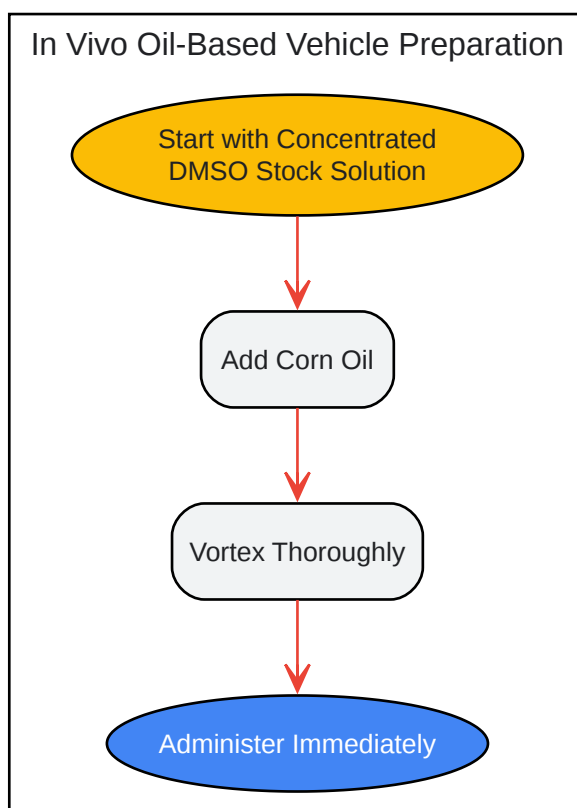 In Vivo Oil-Based Vehicle Preparation
Start with Concentrated
DMSO Stock Solution
Add Corn Oil
Vortex Thoroughly
Administer Immediately